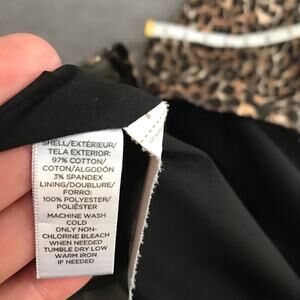 SHELL/EXTÉRIEUR/
TELA EXTERIOR:
97% COTTON/
COTON/ALGODÓN
3% SPANDEX
LINING/DOUBLURE/
FORRO:
100% POLYESTER/
POLIÉSTER
MACHINE WASH
COLD
ONLY NON-
CHLORINE BLEACH
WHEN NEEDED
TUMBLE DRY LOW
WARM IRON
IF NEEDED